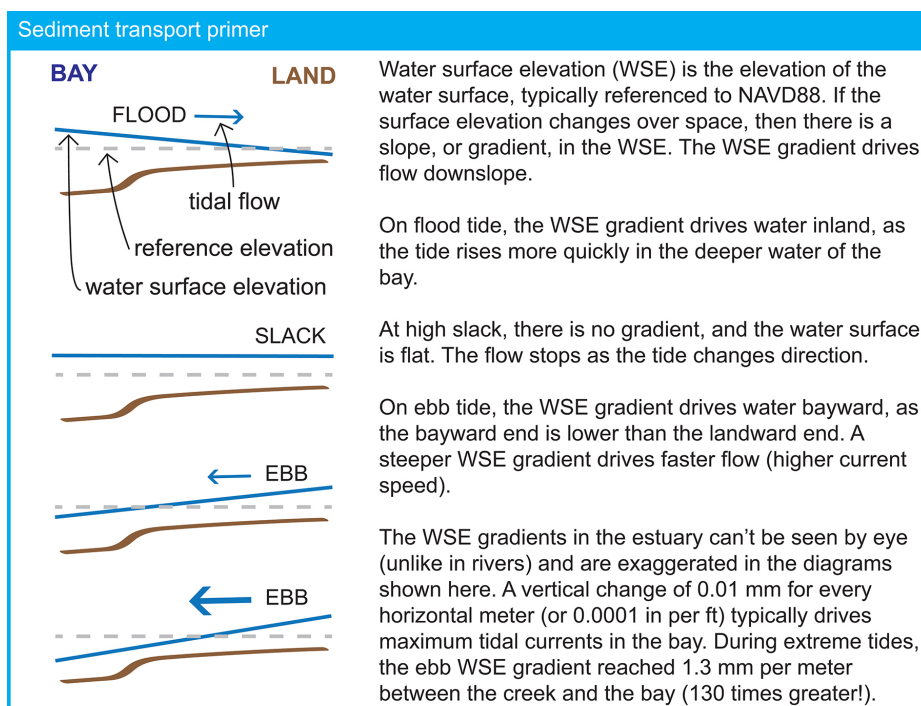 Sediment transport primer
BAY
LAND
FLOOD
tidal flow
reference elevation
water surface elevation
SLACK
EBB
EBB
Water surface elevation (WSE) is the elevation of the
water surface, typically referenced to NAVD88. If the
surface elevation changes over space, then there is a
slope, or gradient, in the WSE. The WSE gradient drives
flow downslope.
On flood tide, the WSE gradient drives water inland, as
the tide rises more quickly in the deeper water of the
bay.
At high slack, there is no gradient, and the water surface
is flat. The flow stops as the tide changes direction.
On ebb tide, the WSE gradient drives water bayward, as
the bayward end is lower than the landward end. A
steeper WSE gradient drives faster flow (higher current
speed).
The WSE gradients in the estuary can’t be seen by eye
(unlike in rivers) and are exaggerated in the diagrams
shown here. A vertical change of 0.01 mm for every
horizontal meter (or 0.0001 in per ft) typically drives
maximum tidal currents in the bay. During extreme tides,
the ebb WSE gradient reached 1.3 mm per meter
between the creek and the bay (130 times greater!).